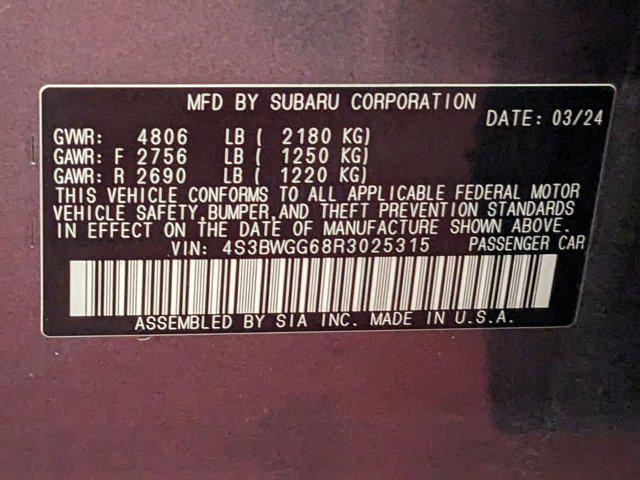 MFD BY SUBARU CORPORATION
DATE: 03/24
GVWR: 4806 LB ( 2180 KG)
GAWR: F 2756 LB ( 1250 KG)
GAWR: R 2690 LB ( 1220 KG)
THIS VEHICLE CONFORMS TO ALL APPLICABLE FEDERAL MOTOR
VEHICLE SAFETY, BUMPER, AND THEFT PREVENTION STANDARDS
IN EFFECT ON THE DATE OF MANUFACTURE SHOWN ABOVE.
VIN: 4S3BWGG68R3025315 PASSENGER CAR
ASSEMBLED BY SIA INC. MADE IN U.S.A.